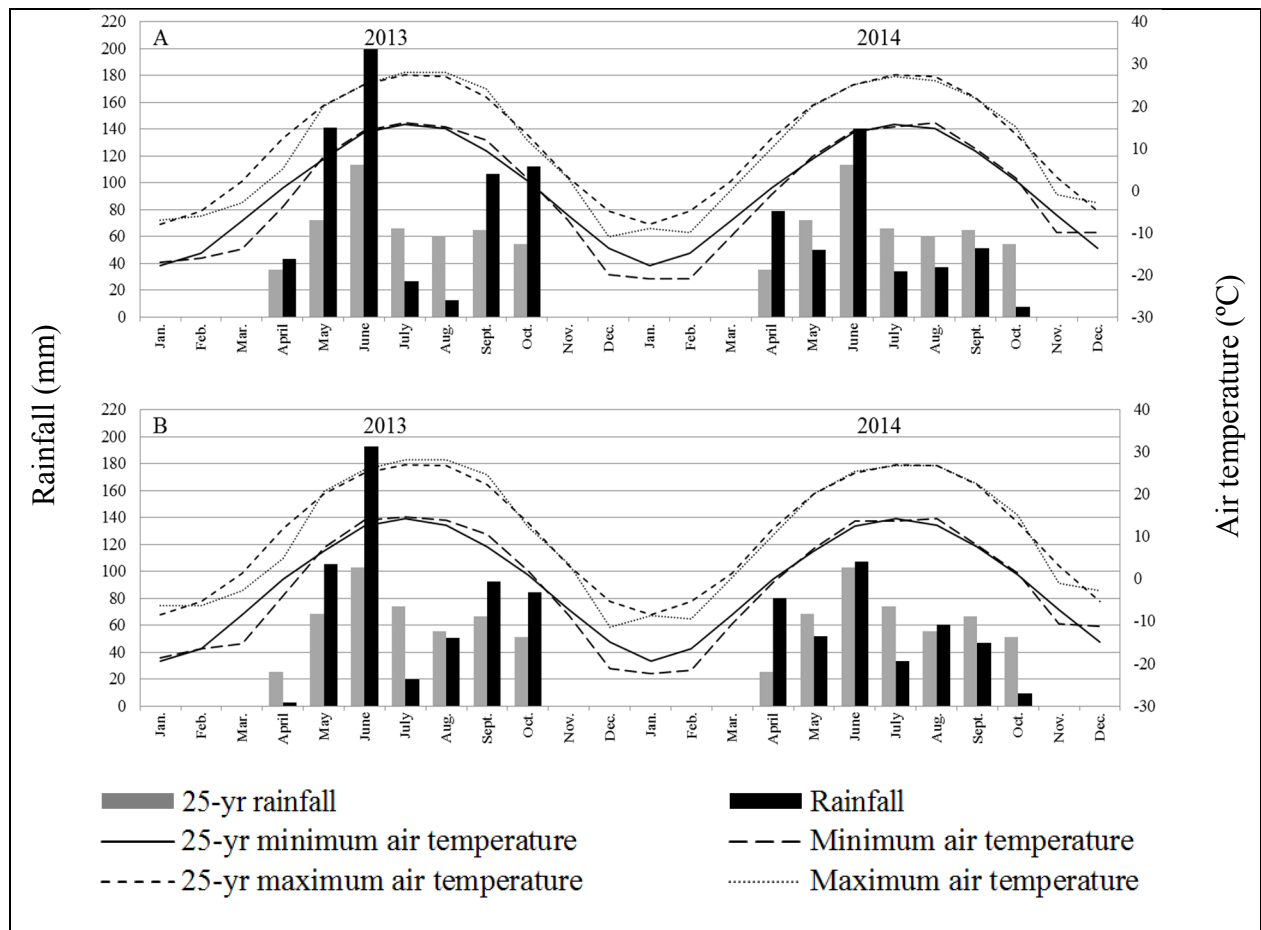 A 2013 2014
220 40
200 30
180
160 20
140
120 10
100 0
80
60 -10
40 -20
20
0 -30
Jan. Feb. Mar. April May June July Aug. Sept. Oct. Nov. Dec. Jan. Feb. Mar. April May June July Aug. Sept. Oct. Nov. Dec.
Rainfall (mm)
Air temperature (ºC)
B 2013 2014
220 40
200 30
180
160 20
140
120 10
100 0
80
60 -10
40 -20
20
0 -30
Jan. Feb. Mar. April May June July Aug. Sept. Oct. Nov. Dec. Jan. Feb. Mar. April May June July Aug. Sept. Oct. Nov. Dec.
25-yr rainfall Rainfall
25-yr minimum air temperature Minimum air temperature
25-yr maximum air temperature Maximum air temperature